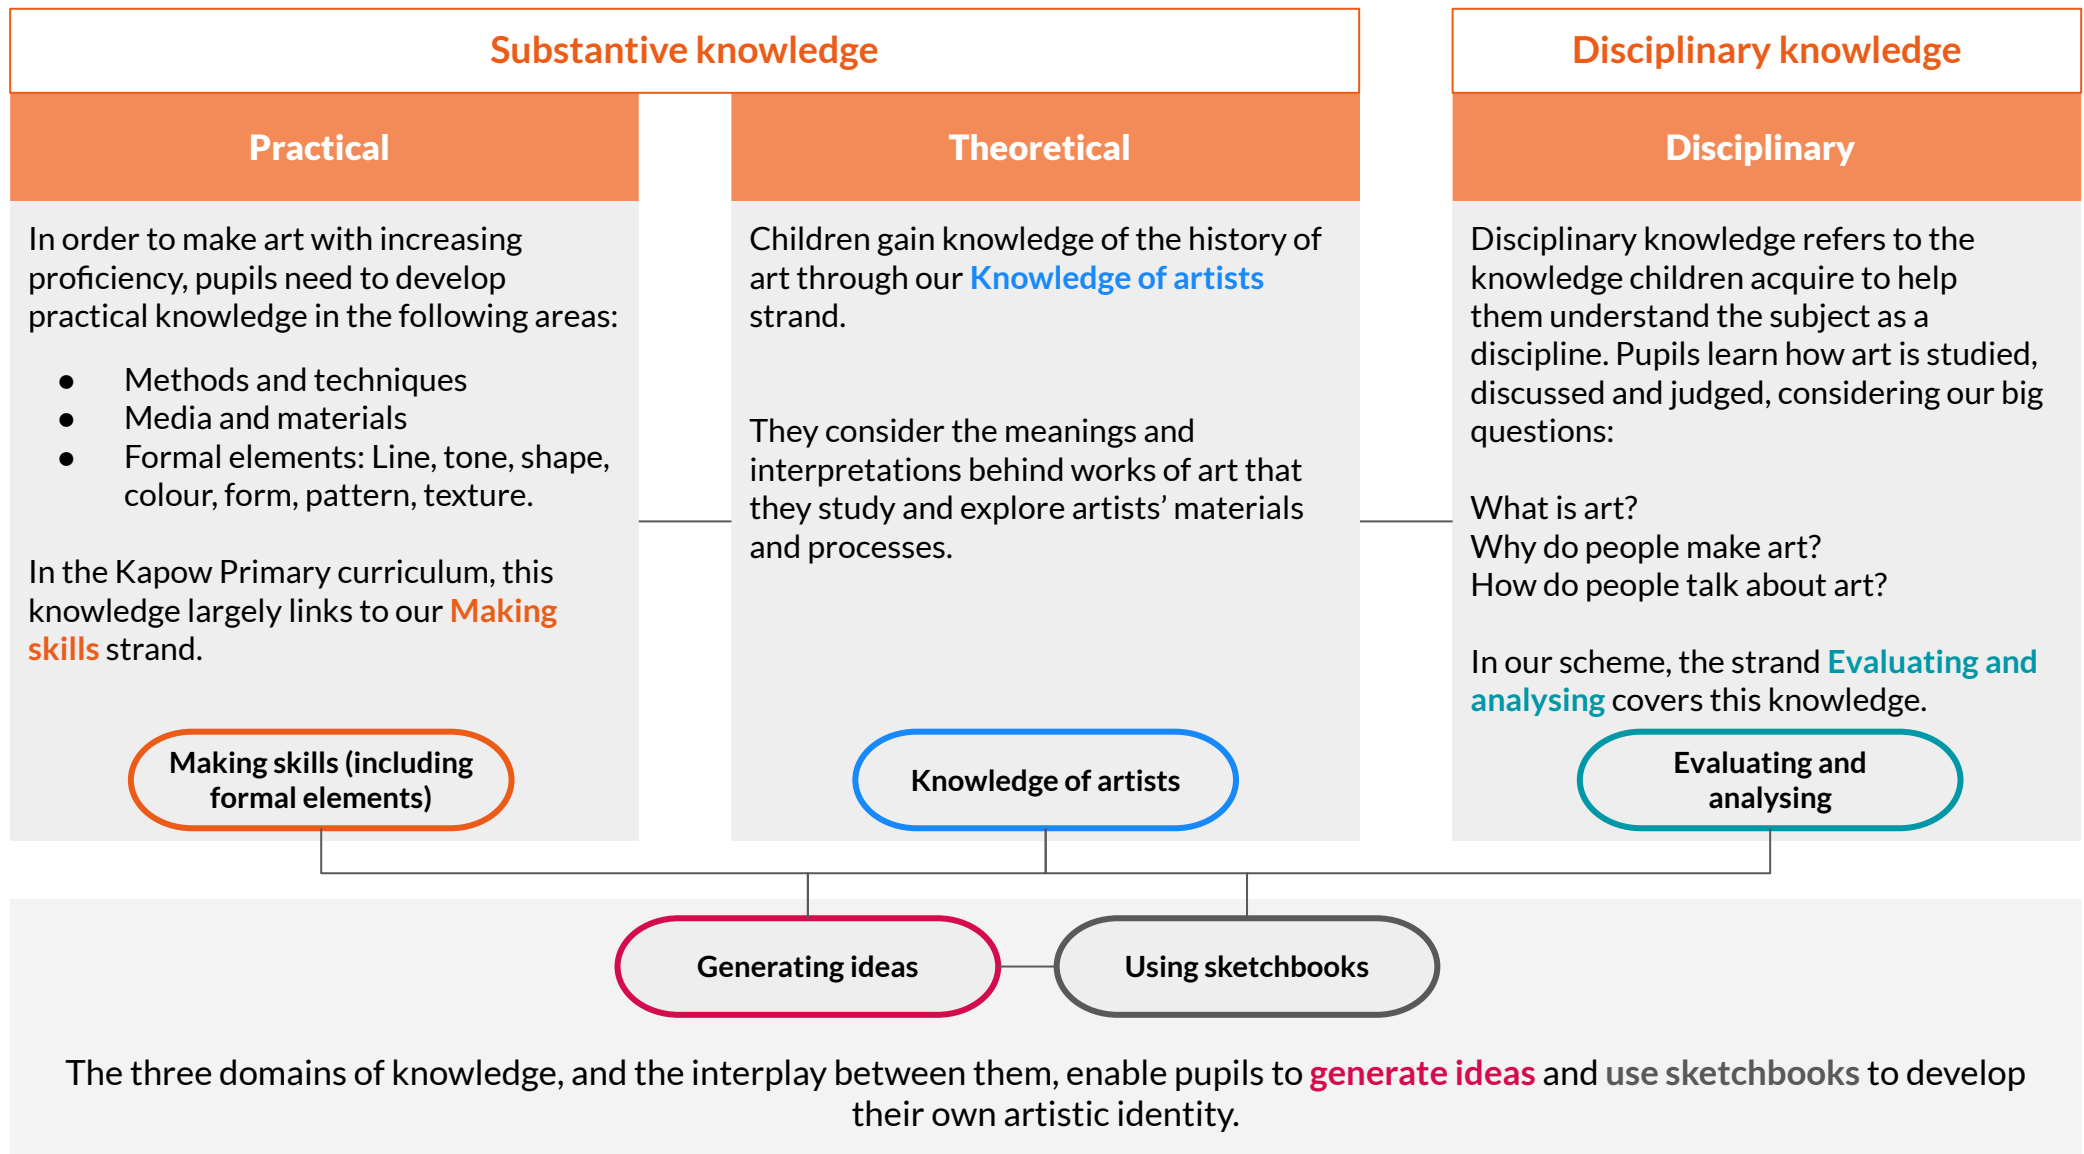 Substantive knowledge
Disciplinary knowledge
Practical
In order to make art with increasing
proficiency, pupils need to develop
practical knowledge in the following areas:
● Methods and techniques
● Media and materials
● Formal elements: Line, tone, shape,
colour, form, pattern, texture.
In the Kapow Primary curriculum, this
knowledge largely links to our Making
skills strand.
Making skills (including
formal elements)
Theoretical
Children gain knowledge of the history of
art through our Knowledge of artists
strand.
They consider the meanings and
interpretations behind works of art that
they study and explore artists’ materials
and processes.
Knowledge of artists
Disciplinary
Disciplinary knowledge refers to the
knowledge children acquire to help
them understand the subject as a
discipline. Pupils learn how art is studied,
discussed and judged, considering our big
questions:
What is art?
Why do people make art?
How do people talk about art?
In our scheme, the strand Evaluating and
analysing covers this knowledge.
Evaluating and
analysing
Generating ideas
Using sketchbooks
The three domains of knowledge, and the interplay between them, enable pupils to generate ideas and use sketchbooks to develop
their own artistic identity.